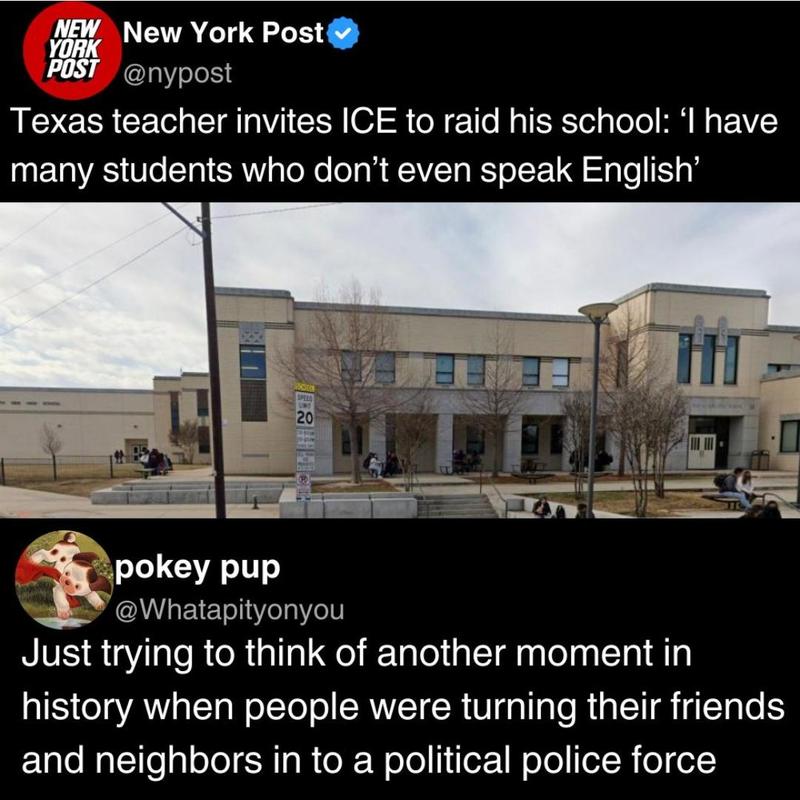 NEW
YORK
POST
New York Post
@nypost
Texas teacher invites ICE to raid his school: ‘I have
many students who don’t even speak English’
SCHOOL
SPEED
LIMIT
20
pokey pup
@Whatapityonyou
Just trying to think of another moment in
history when people were turning their friends
and neighbors in to a political police force